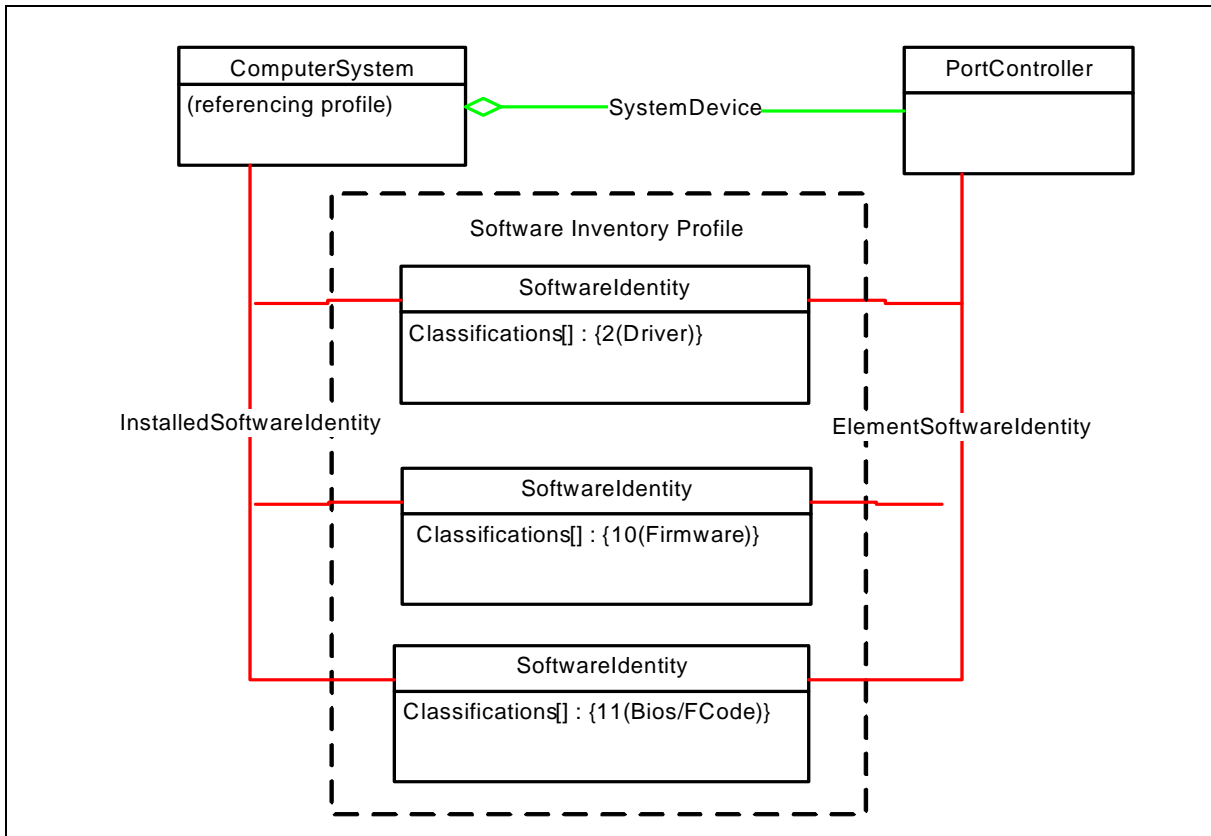 ComputerSystem
(referencing profile)
SystemDevice
PortController
Software Inventory Profile
SoftwareIdentity
Classifications[] : {2(Driver)}
InstalledSoftwareIdentity
ElementSoftwareIdentity
SoftwareIdentity
Classifications[] : {10(Firmware)}
SoftwareIdentity
Classifications[] : {11(Bios/FCode)}